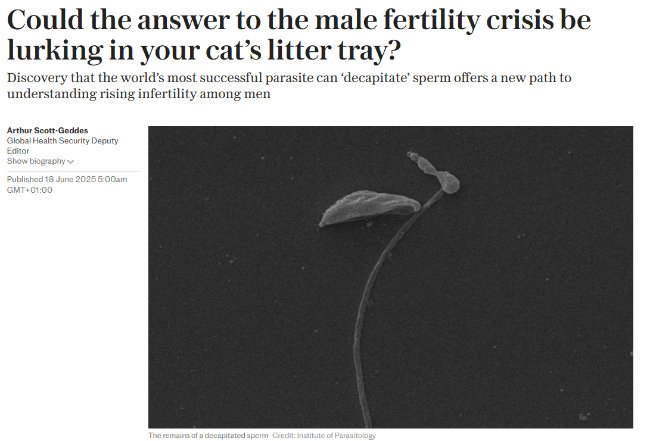 Could the answer to the male fertility crisis be
lurking in your cat’s litter tray?
Discovery that the world’s most successful parasite can ‘decapitate’ sperm offers a new path to
understanding rising infertility among men
Arthur Scott-Geddes
Global Health Security Deputy
Editor
Show biography
Published 18 June 2025 5:00am
GMT+01:00
The remains of a decapitated sperm Credit: Institute of Parasitology